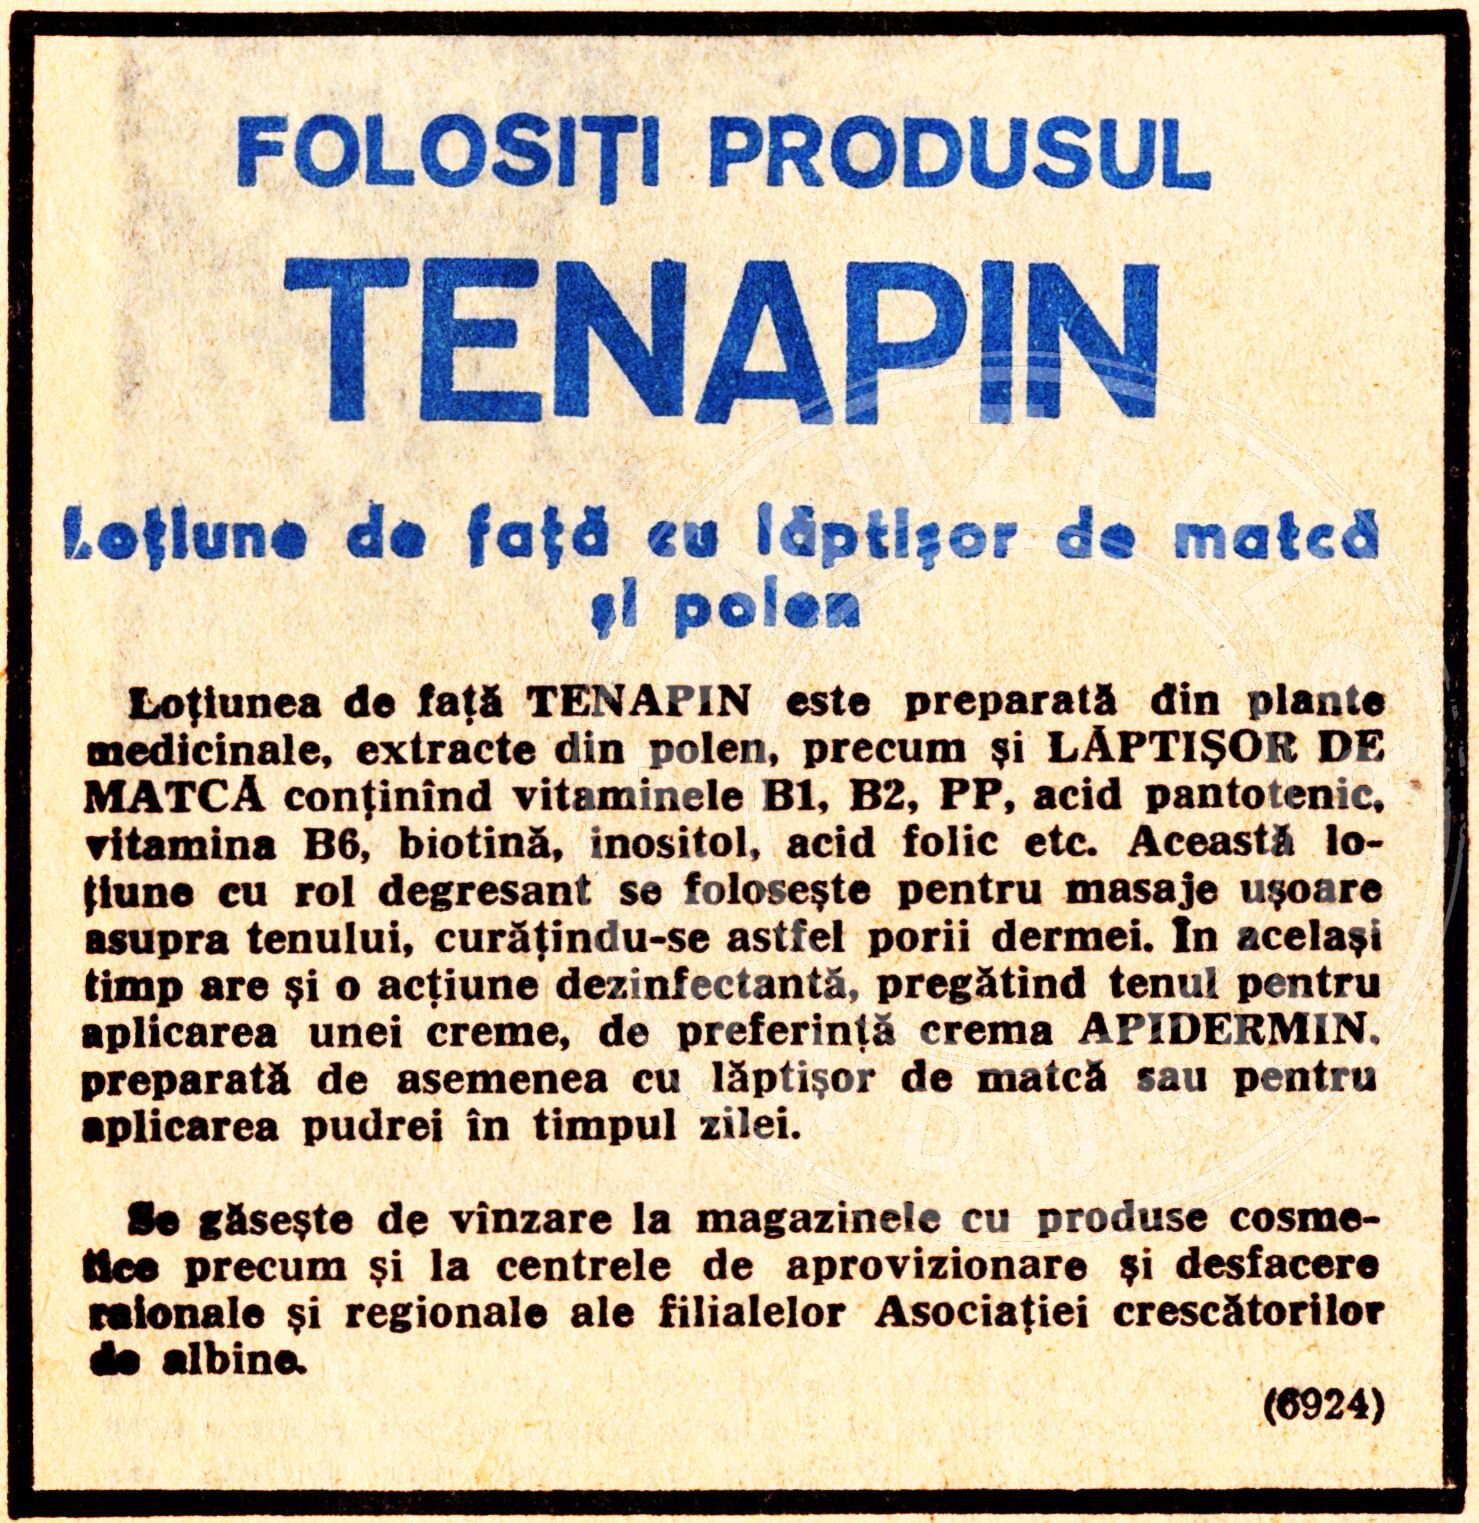 FOLOSIȚI PRODUSUL
TENAPIN
Loțiune de față cu lăptișor de matcă
și polen
Loțiunea de față TENAPIN este preparată din plante
medicinale, extracte din polen, precum și LĂPTIȘOR DE
MATCĂ conținînd vitaminele B1, B2, PP, acid pantotenic,
vitamina B6, biotină, inositol, acid folic etc. Această lo-
țiune cu rol degresant se folosește pentru masaje ușoare
asupra tenului, curățindu-se astfel porii dermei. În același
timp are și o acțiune dezinfectantă, pregătind tenul pentru
aplicarea unei creme, de preferință crema APIDERMIN,
preparată de asemenea cu lăptișor de matcă sau pentru
aplicarea pudrei în timpul zilei.
Se găsește de vînzare la magazinele cu produse cosme-
tice precum și la centrele de aprovizionare și desfacere
raionale și regionale ale filialelor Asociației crescătorilor
de albine.
(6924)